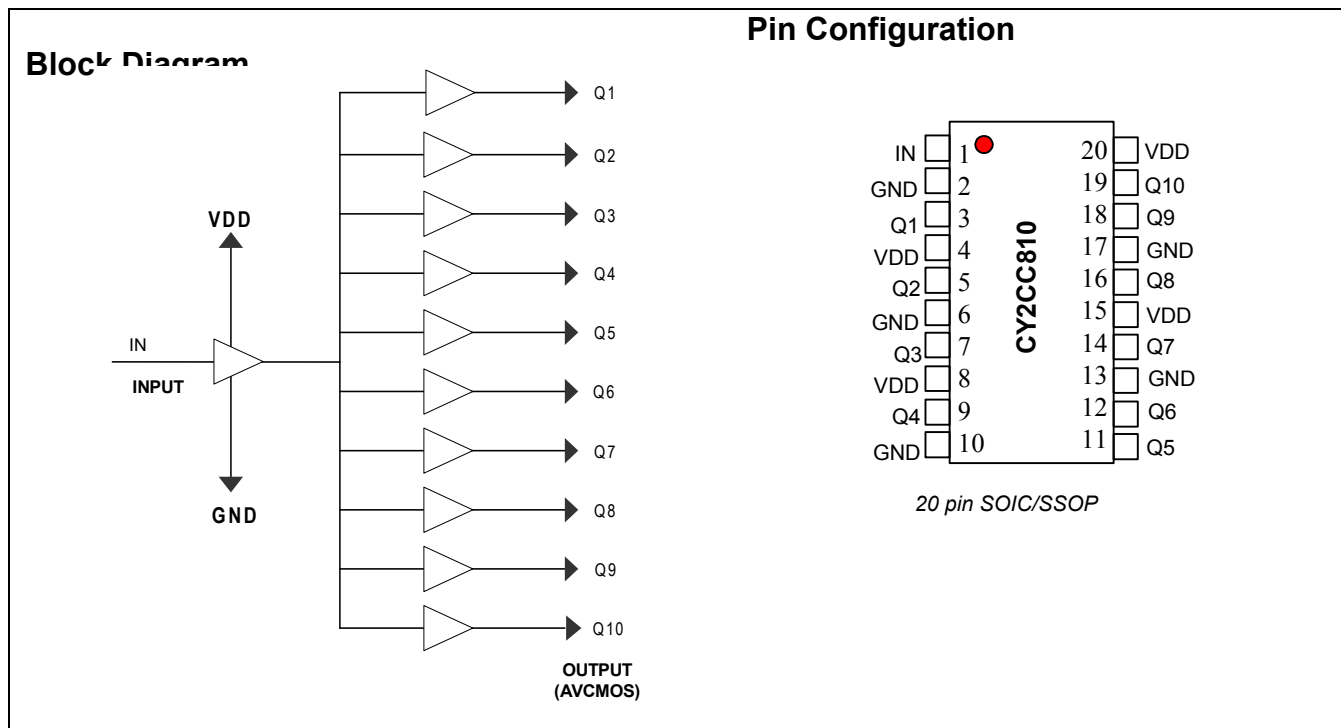 Pin Configuration
Block Diagram
Q1
Q2
Q3
Q4
Q5
Q6
Q7
Q8
Q9
Q10
VDD
IN
INPUT
GND
OUTPUT
(AVCMOS)
IN 1 20 VDD
GND 2 19 Q10
Q1 3 18 Q9
VDD 4 17 GND
Q2 5 16 Q8
GND 6 15 VDD
Q3 7 14 Q7
VDD 8 13 GND
Q4 9 12 Q6
GND 10 11 Q5
CY2CC810
20 pin SOIC/SSOP